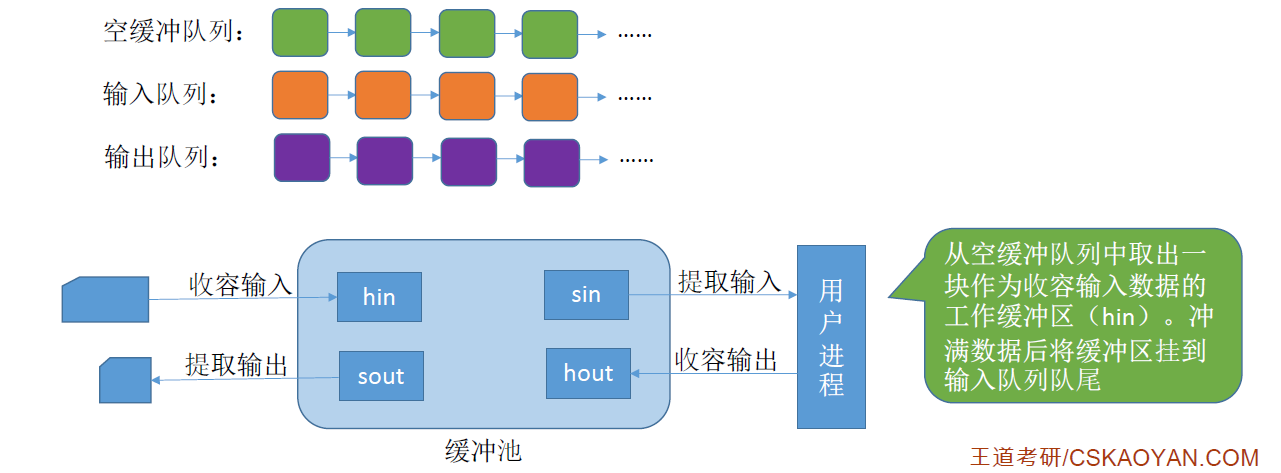 空缓冲队列：
……
输入队列：
……
输出队列：
……
收容输入
hin
sin
提取输入
提取输出
sout
hout
收容输出
用户进程
缓冲池
从空缓冲队列中取出一
块作为收容输入数据的
工作缓冲区（hin）。冲
满数据后将缓冲区挂到
输入队列队尾
王道考研/CSKAOYAN.COM